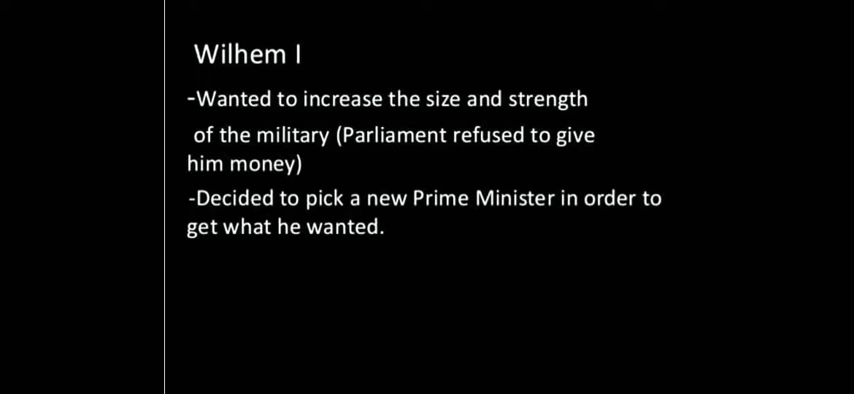 Wilhem I
-Wanted to increase the size and strength
of the military (Parliament refused to give
him money)
-Decided to pick a new Prime Minister in order to
get what he wanted.